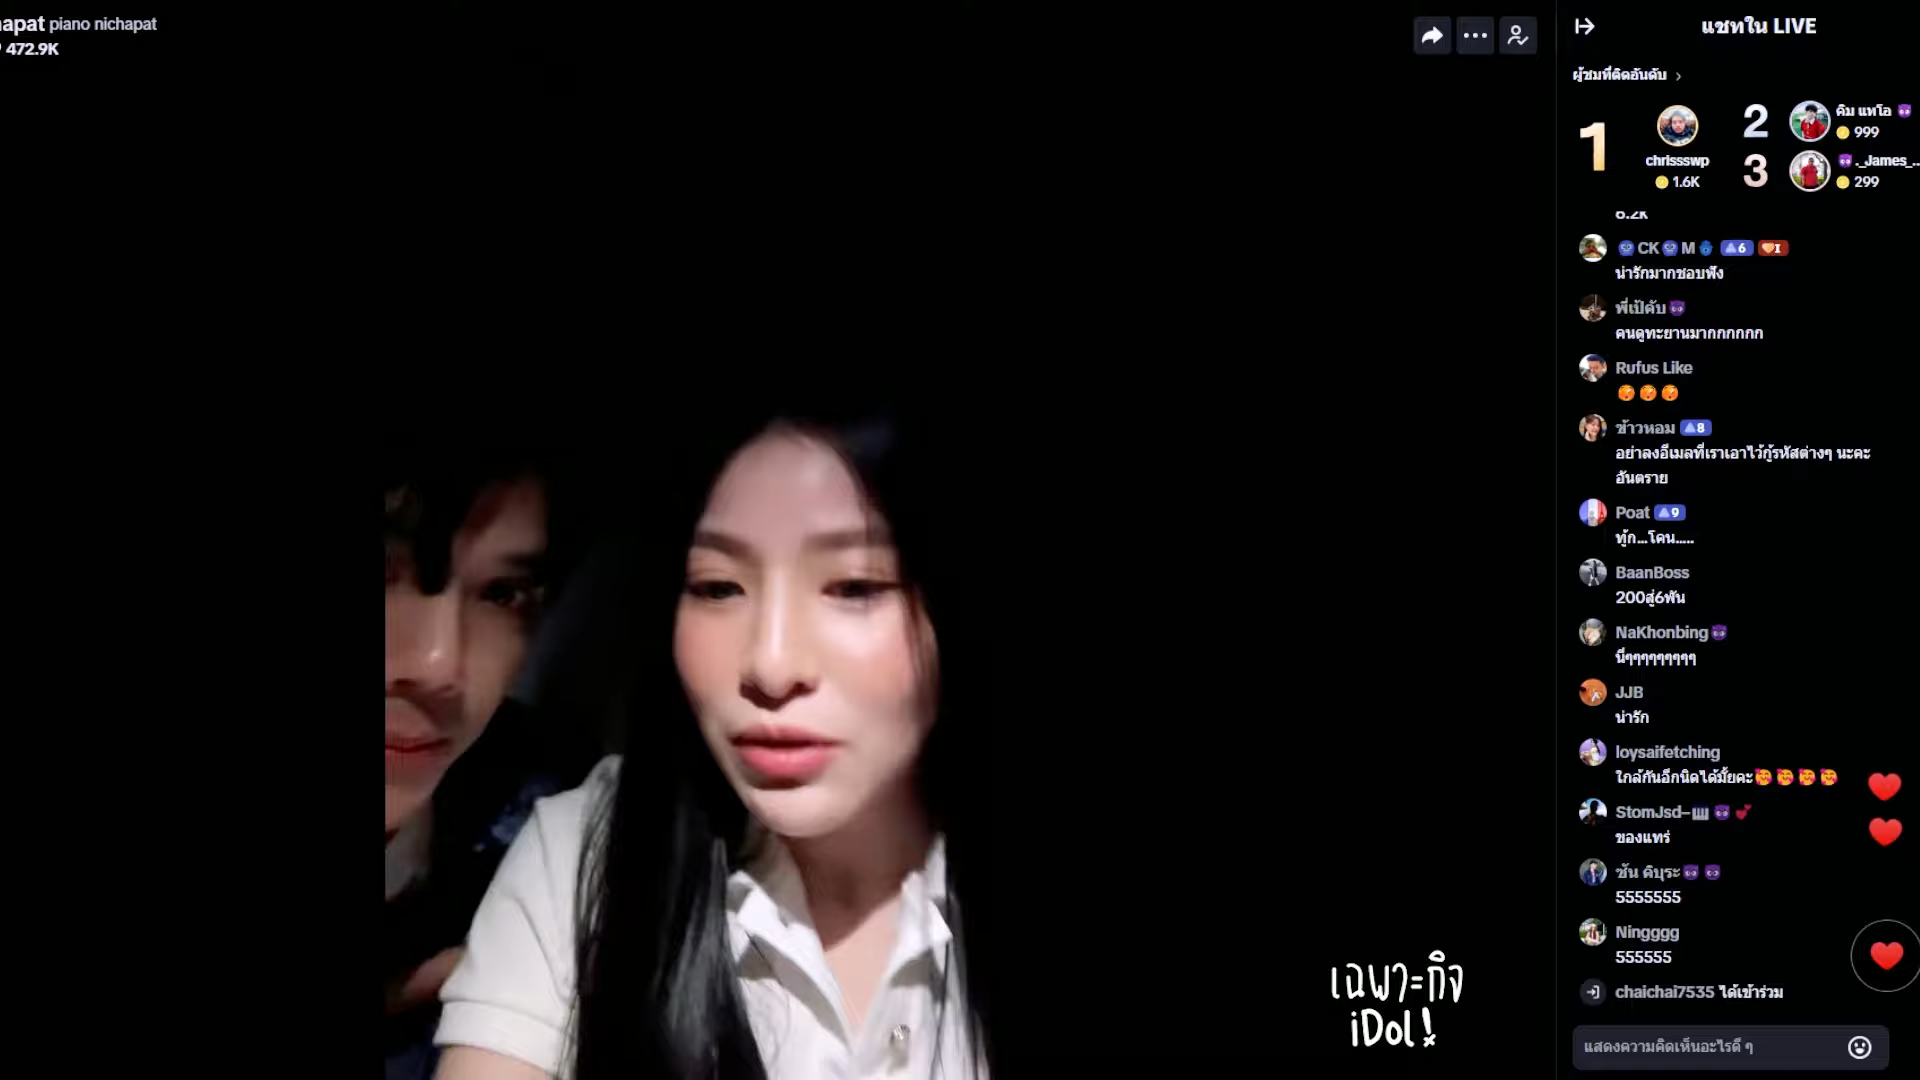 apat piano nichapat
472.9K
แชทใน LIVE
ผู้ชมที่ติดอันดับ
1
chrissswp
1.6K
2
คิม แทโอ
999
3
._James_..
299
6.2K
CK M 6 I
น่ารักมากชอบฟัง
พี่เป้คับ
คนดูทะยานมากกกกกก
Rufus Like
ข้าวหอม 8
อย่าลงอีเมลที่เราเอาไว้กู้รหัสต่างๆ นะคะ
อันตราย
Poat 9
ทู้ก...โคน.....
BaanBoss
200สู่6พัน
NaKhonbing
นี่ๆๆๆๆๆๆๆๆๆ
JJB
น่ารัก
loysaifetching
ใกล้กันอีกนิดได้มั้ยคะ
StomJsd–
ของแทร่
ซัน คิบุระ
5555555
Ningggg
555555
chaichai7535 ได้เข้าร่วม
แสดงความคิดเห็นอะไรดี ๆ
เฉพาะกิจ
iDol!